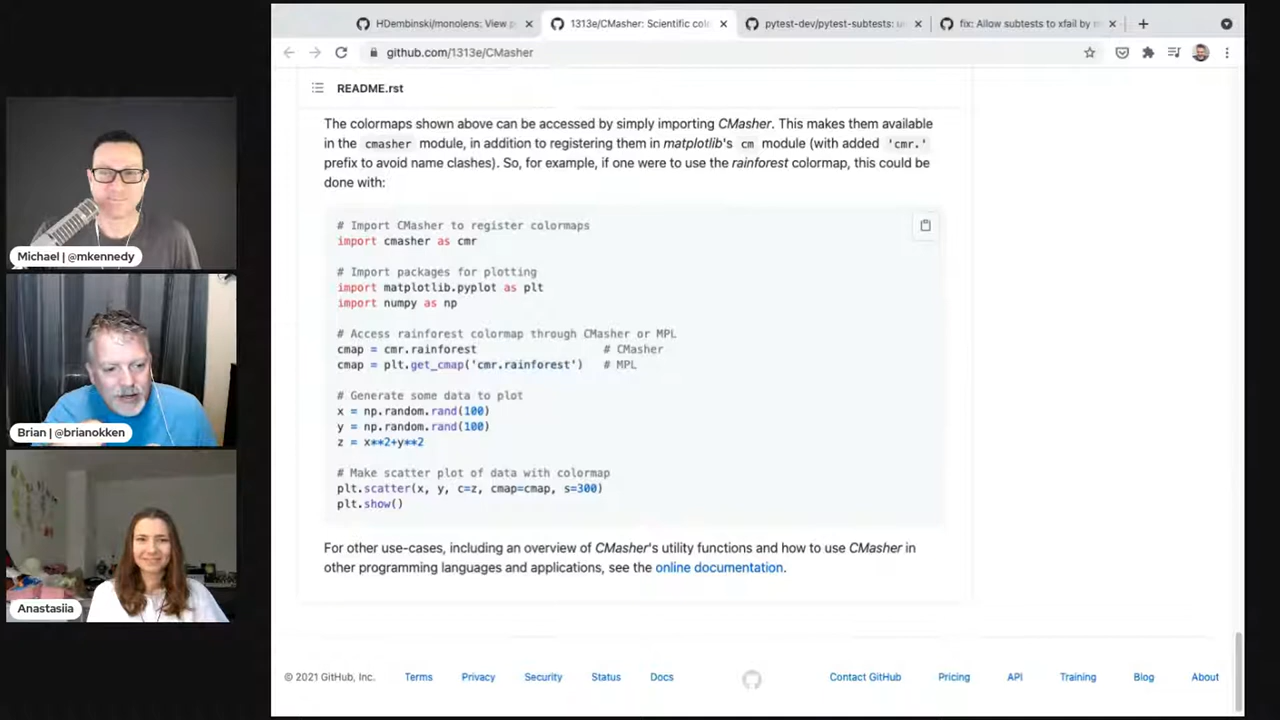 HDembinski/monolens: View p
1313e/CMasher: Scientific col
pytest-dev/pytest-subtests: u
fix: Allow subtests to xfail by m
github.com/1313e/CMasher
README.rst
The colormaps shown above can be accessed by simply importing CMasher. This makes them available
in the cmasher module, in addition to registering them in matplotlib's cm module (with added 'cmr.'
prefix to avoid name clashes). So, for example, if one were to use the rainforest colormap, this could be
done with:
# Import CMasher to register colormaps
import cmasher as cmr
# Import packages for plotting
import matplotlib.pyplot as plt
import numpy as np
# Access rainforest colormap through CMasher or MPL
cmap = cmr.rainforest # CMasher
cmap = plt.get_cmap('cmr.rainforest') # MPL
# Generate some data to plot
x = np.random.rand(100)
y = np.random.rand(100)
z = x**2+y**2
# Make scatter plot of data with colormap
plt.scatter(x, y, c=z, cmap=cmap, s=300)
plt.show()
For other use-cases, including an overview of CMasher's utility functions and how to use CMasher in
other programming languages and applications, see the online documentation.
© 2021 GitHub, Inc. Terms Privacy Security Status Docs Contact GitHub Pricing API Training Blog About
Michael | @mkennedy
Brian | @brianokken
Anastasiia